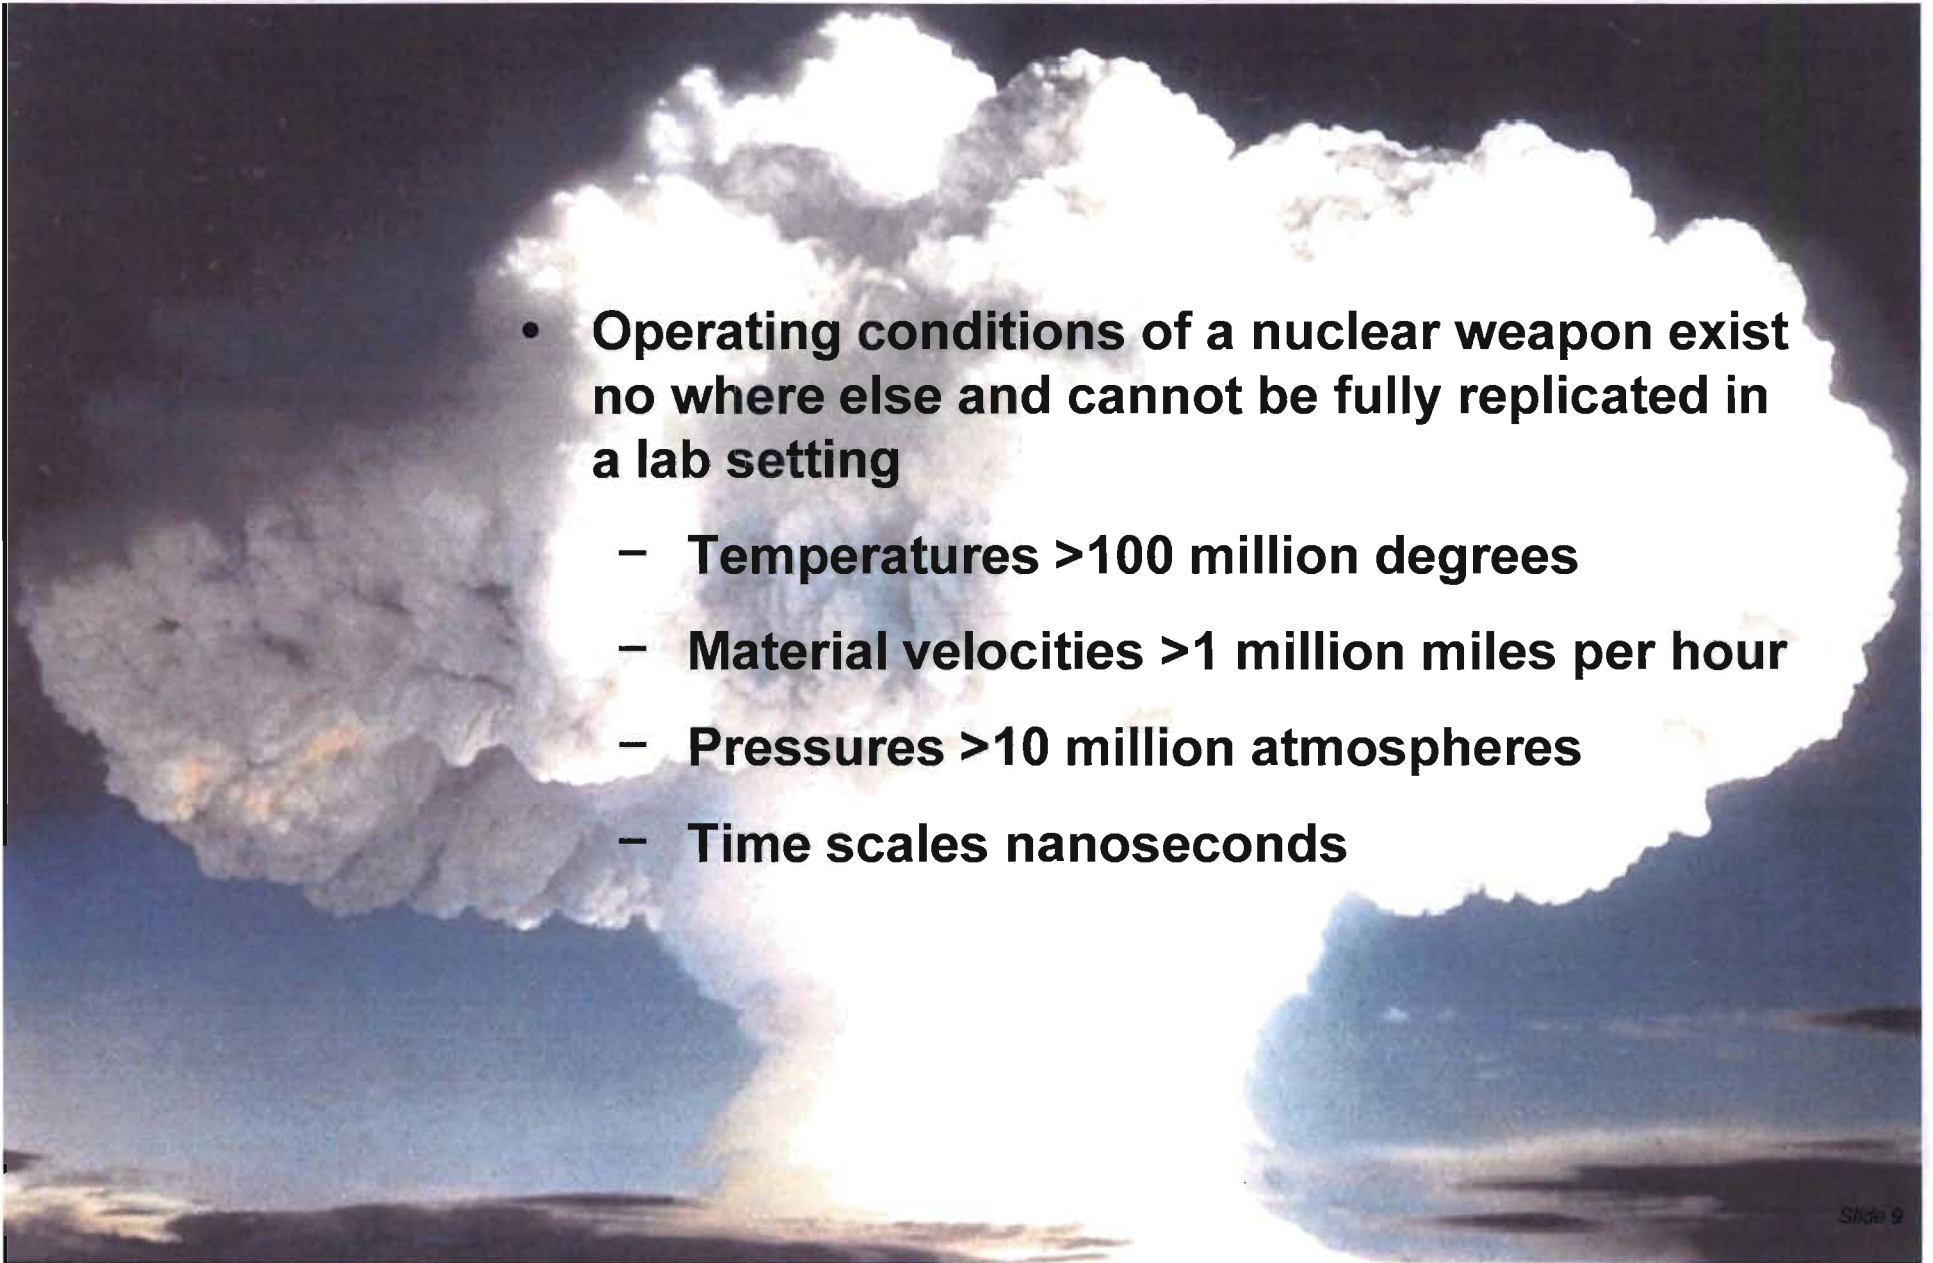 • Operating conditions of a nuclear weapon exist
no where else and cannot be fully replicated in
a lab setting
– Temperatures >100 million degrees
– Material velocities >1 million miles per hour
– Pressures >10 million atmospheres
– Time scales nanoseconds
Slide 9